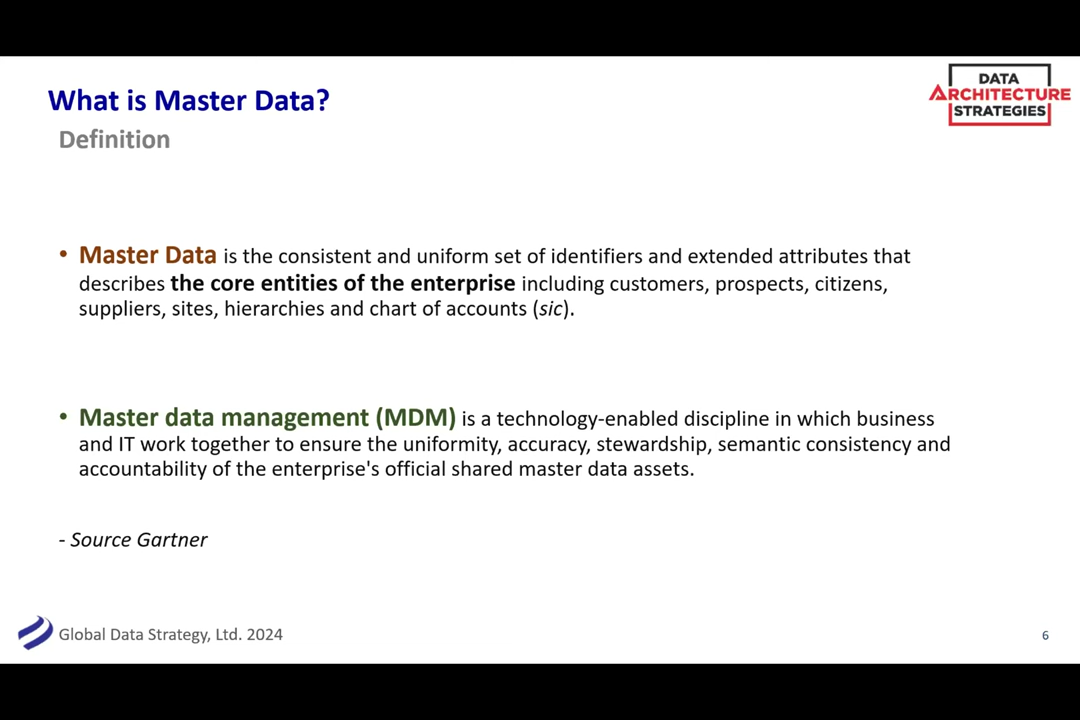 What is Master Data?
Definition
DATA
ARCHITECTURE
STRATEGIES
• Master Data is the consistent and uniform set of identifiers and extended attributes that
describes the core entities of the enterprise including customers, prospects, citizens,
suppliers, sites, hierarchies and chart of accounts (sic).
• Master data management (MDM) is a technology-enabled discipline in which business
and IT work together to ensure the uniformity, accuracy, stewardship, semantic consistency and
accountability of the enterprise's official shared master data assets.
- Source Gartner
Global Data Strategy, Ltd. 2024
6